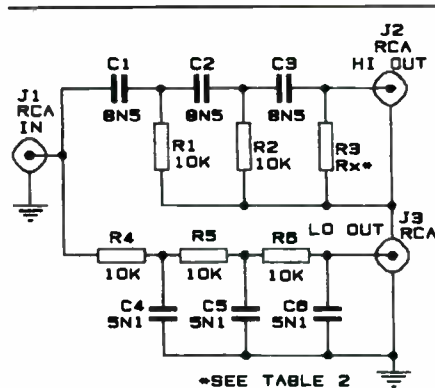 J1
RCA
IN
C1
8N5
C2
8N5
C3
8N5
J2
RCA
HI OUT
R1
10K
R2
10K
R3
Rx*
R4
10K
R5
10K
R6
10K
LO OUT
J3
RCA
C4
5N1
C5
5N1
C6
5N1
*SEE TABLE 2